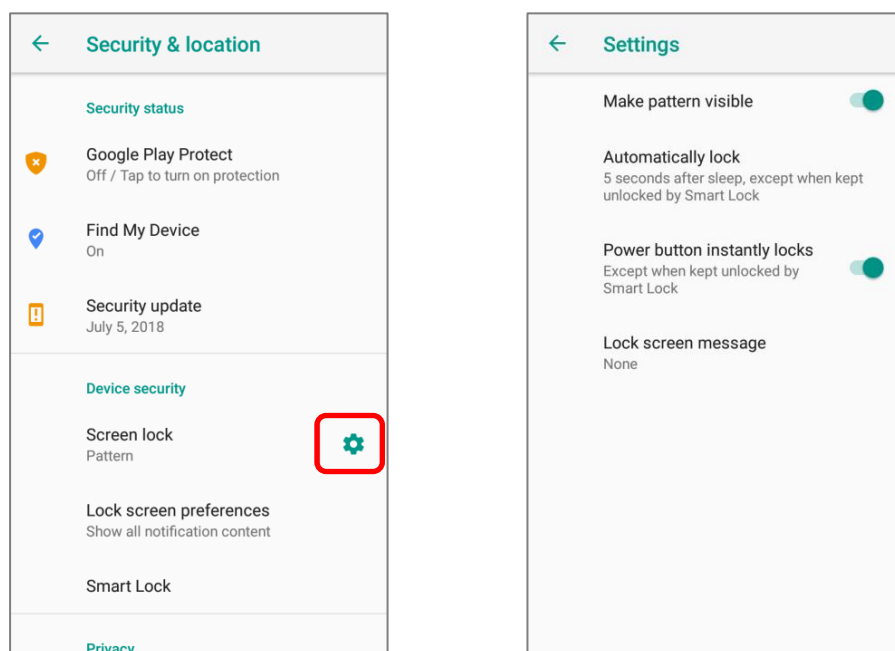 Security & location
Security status
Google Play Protect
Off / Tap to turn on protection
Find My Device
On
Security update
July 5, 2018
Device security
Screen lock
Pattern
Lock screen preferences
Show all notification content
Smart Lock
Privacy
Settings
Make pattern visible
Automatically lock
5 seconds after sleep, except when kept
unlocked by Smart Lock
Power button instantly locks
Except when kept unlocked by
Smart Lock
Lock screen message
None